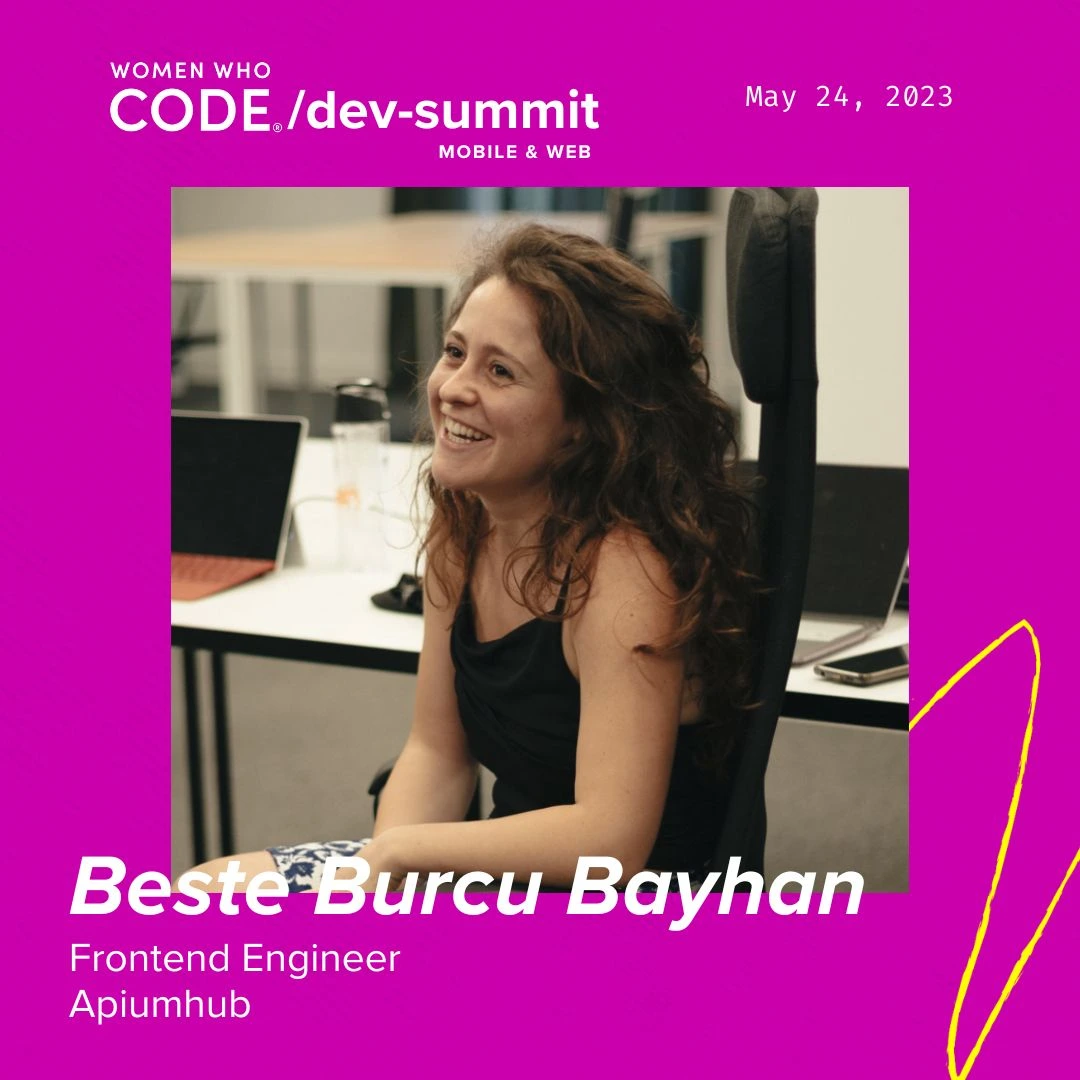 WOMEN WHO
CODE® /dev-summit
MOBILE & WEB
May 24, 2023
Beste Burcu Bayhan
Frontend Engineer
Apiumhub